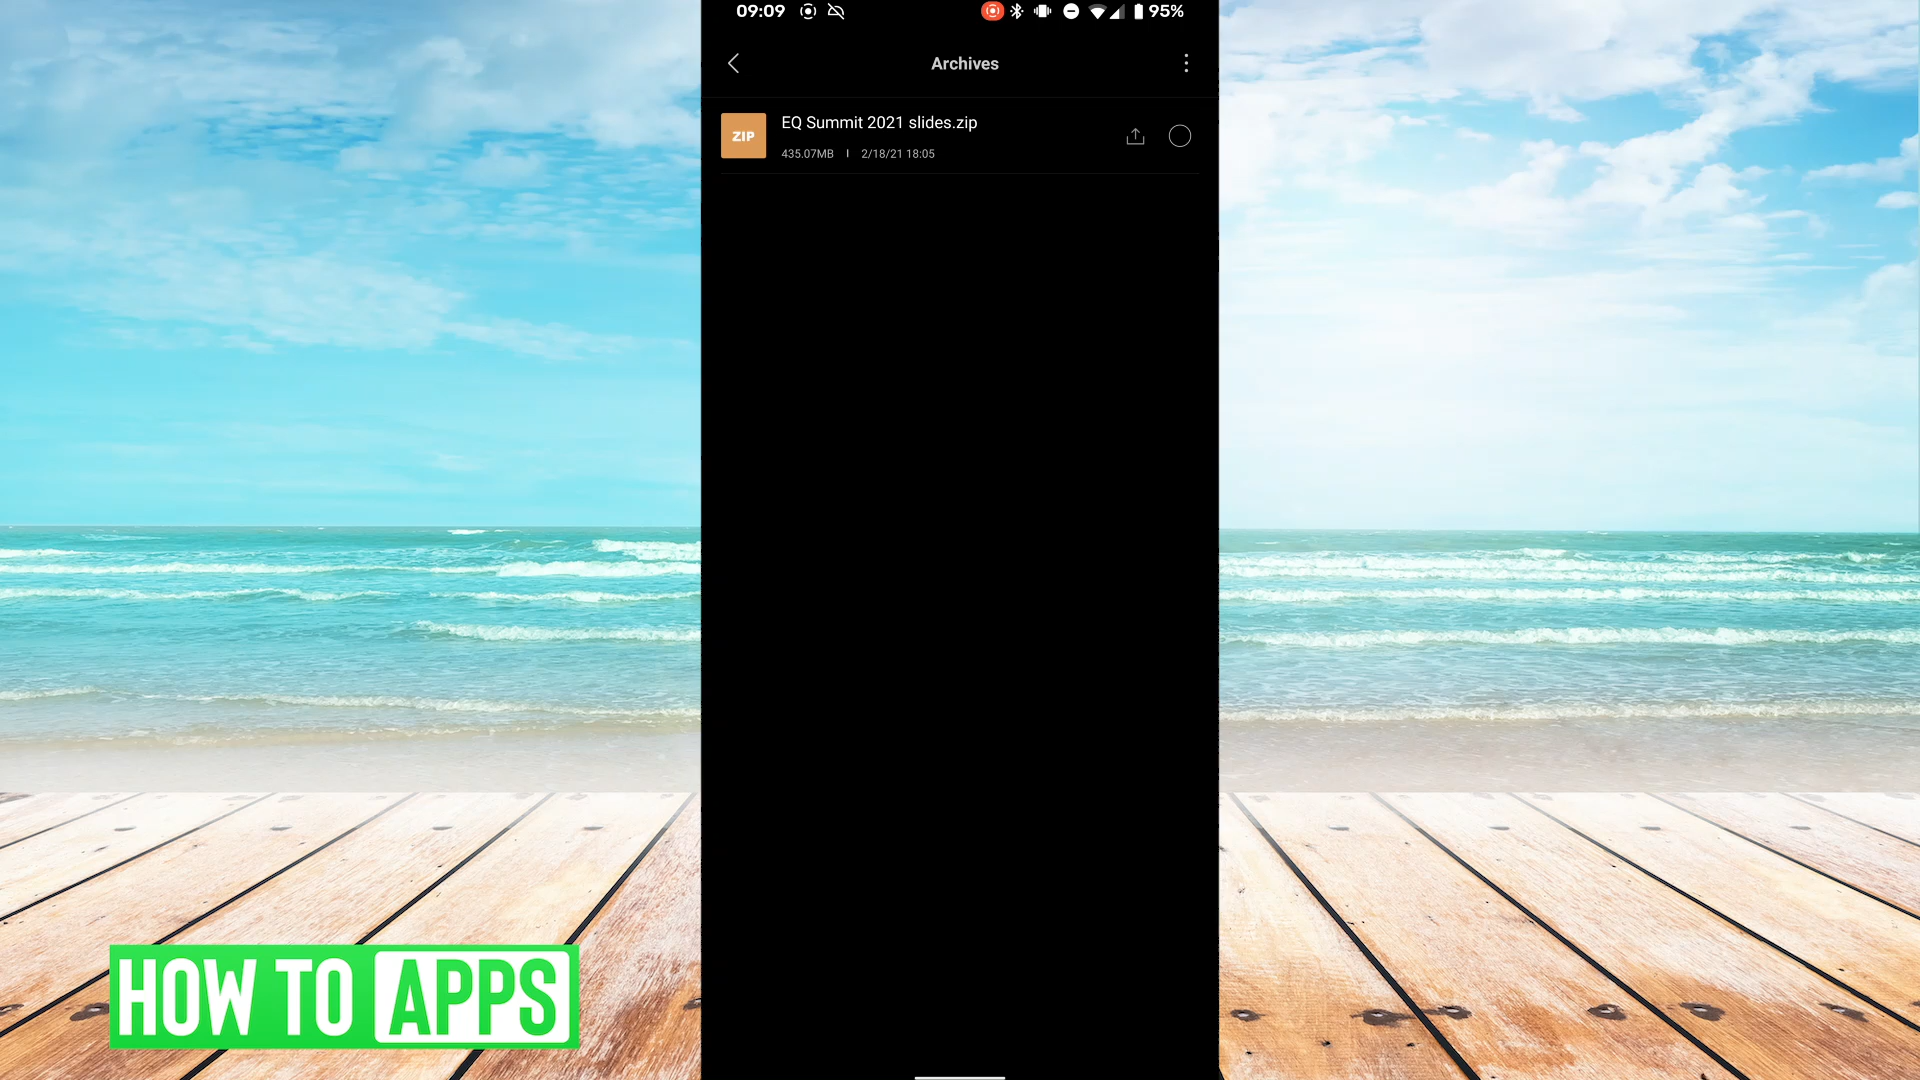 09:09 95%
Archives
ZIP
EQ Summit 2021 slides.zip
435.07MB | 2/18/21 18:05
HOW TO APPS